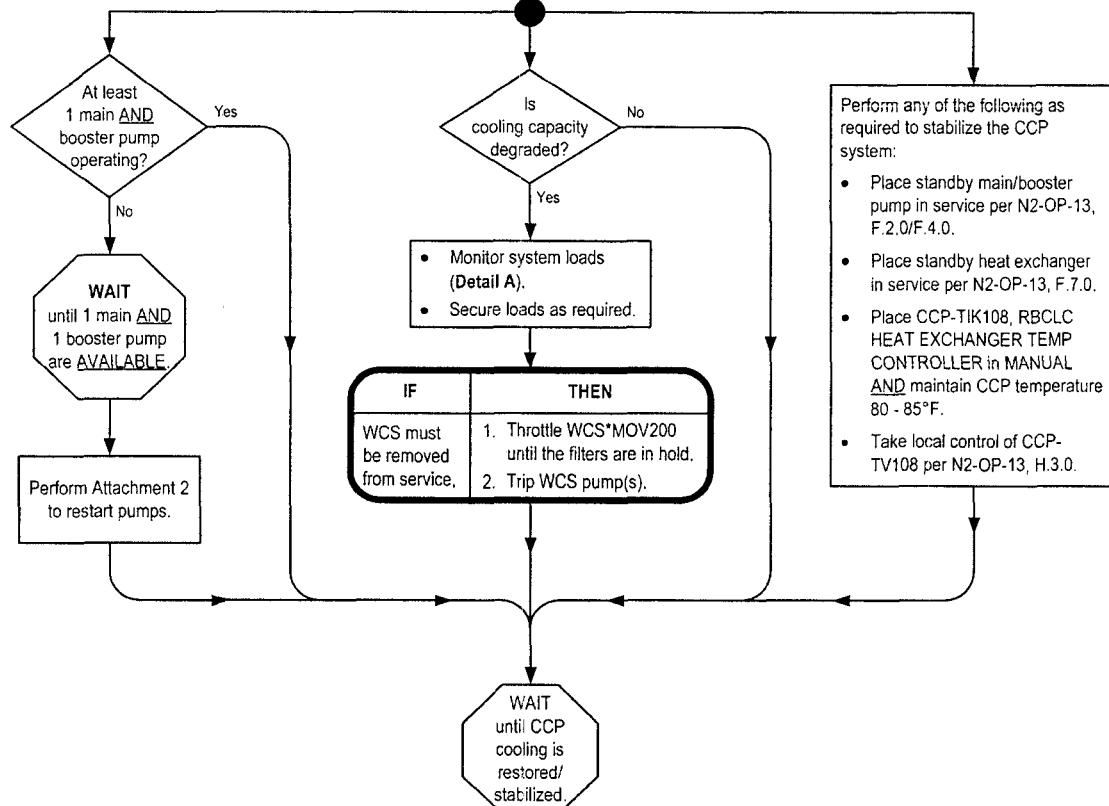 At least
1 main AND
booster pump
operating?
Yes
No
WAIT
until 1 main AND
1 booster pump
are AVAILABLE.
Perform Attachment 2
to restart pumps.
Is
cooling capacity
degraded?
No
Yes
• Monitor system loads
(Detail A).
• Secure loads as required.
IF
THEN
WCS must
be removed
from service,
1. Throttle WCS*MOV200
until the filters are in hold.
2. Trip WCS pump(s).
Perform any of the following as
required to stabilize the CCP
system:
• Place standby main/booster
pump in service per N2-OP-13,
F.2.0/F.4.0.
• Place standby heat exchanger
in service per N2-OP-13, F.7.0.
• Place CCP-TIK108, RBCLC
HEAT EXCHANGER TEMP
CONTROLLER in MANUAL
AND maintain CCP temperature
80 - 85°F.
• Take local control of CCP-
TV108 per N2-OP-13, H.3.0.
WAIT
until CCP
cooling is
restored/
stabilized.